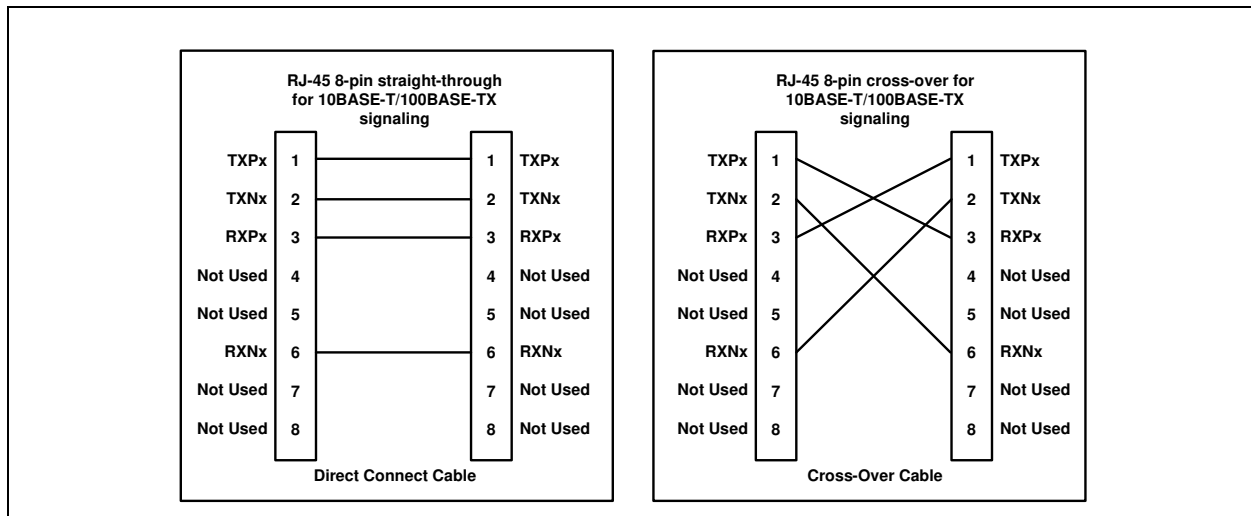 RJ-45 8-pin straight-through
for 10BASE-T/100BASE-TX
signaling
TXPx 1 1 TXPx
TXNx 2 2 TXNx
RXPx 3 3 RXPx
Not Used 4 4 Not Used
Not Used 5 5 Not Used
RXNx 6 6 RXNx
Not Used 7 7 Not Used
Not Used 8 8 Not Used
Direct Connect Cable
RJ-45 8-pin cross-over for
10BASE-T/100BASE-TX
signaling
TXPx 1 1 TXPx
TXNx 2 2 TXNx
RXPx 3 3 RXPx
Not Used 4 4 Not Used
Not Used 5 5 Not Used
RXNx 6 6 RXNx
Not Used 7 7 Not Used
Not Used 8 8 Not Used
Cross-Over Cable